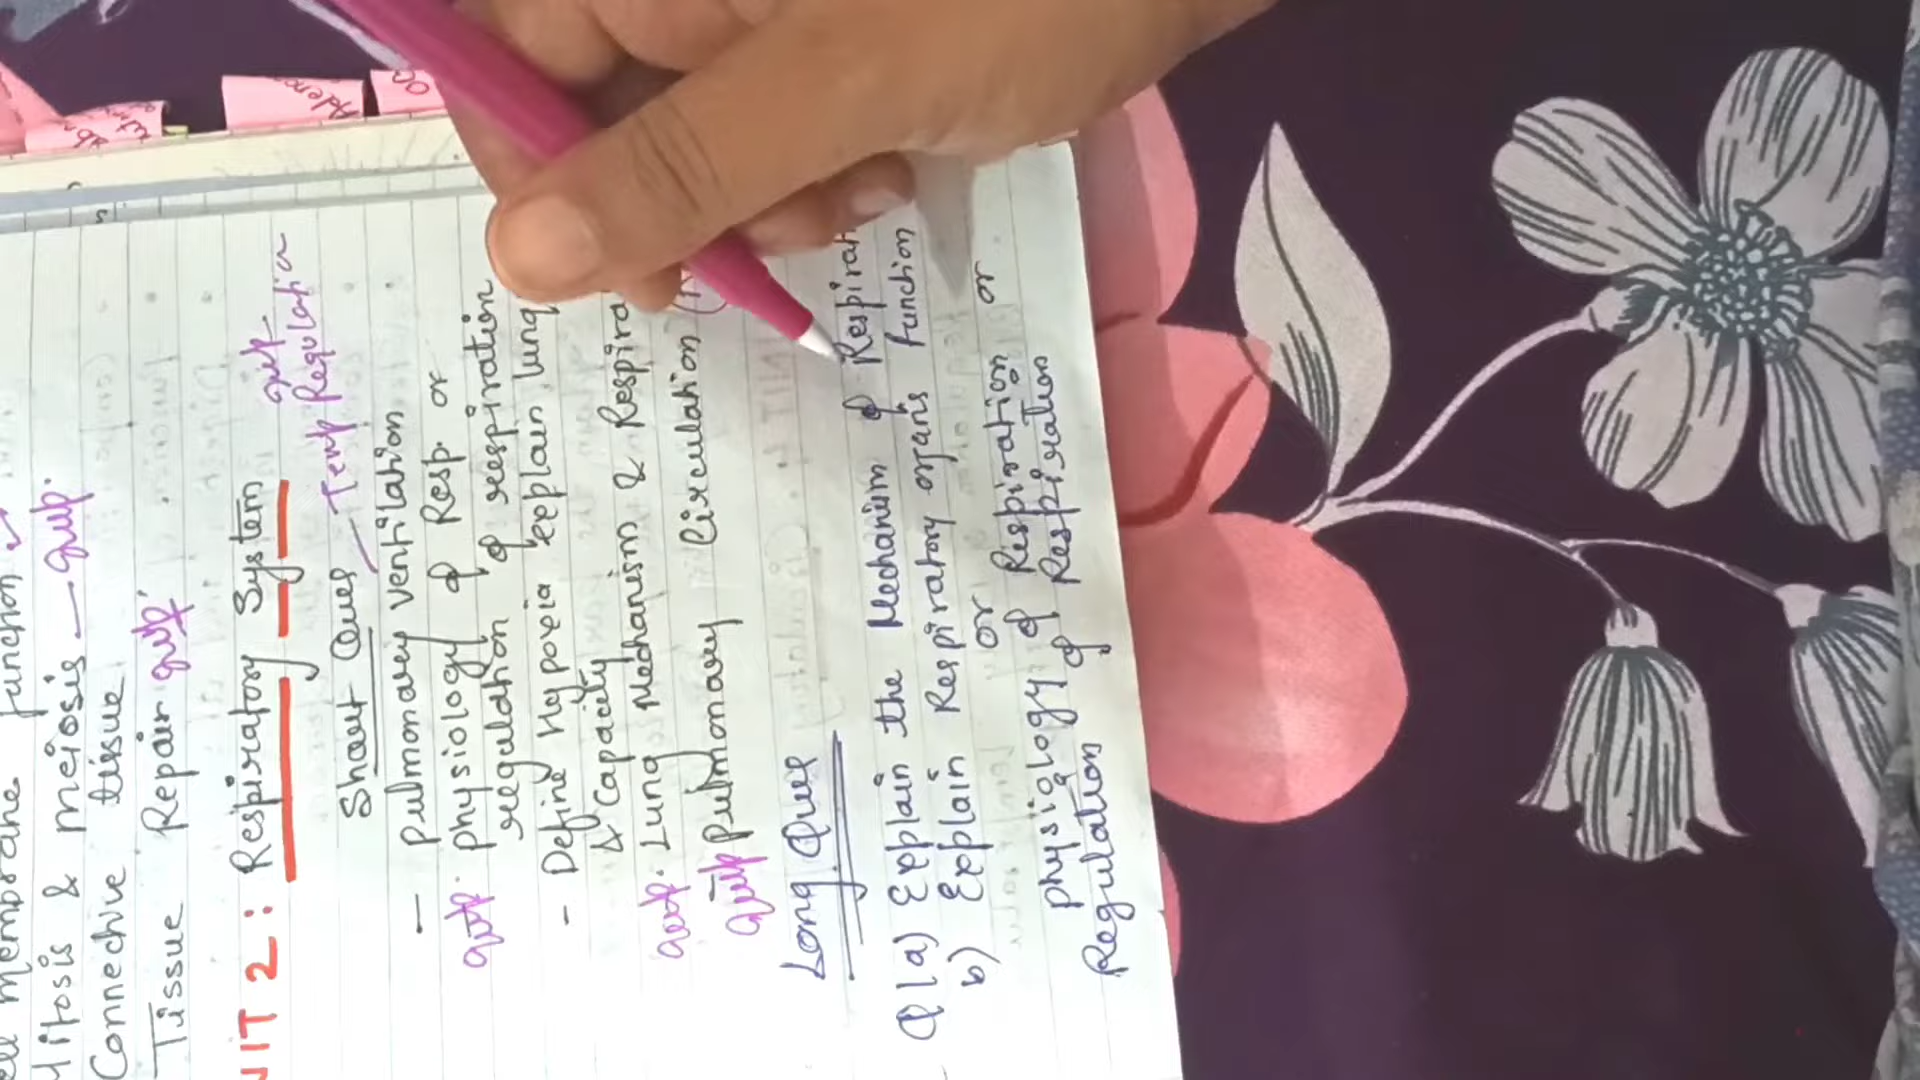 function
Mitosis & meiosis — imp.
Connective tissue
Tissue Repair imp.
UNIT 2: Respiratory System
Short Ques — Temp Regulation imp
- pulmonary ventilation
imp. physiology of Resp. or
regulation of respiration
- Define Hypoxia explain lung
& Capacity
imp. Lung Mechanism & Respira
imp pulmonary Circulation
Long Ques
Q1 a) Explain the Mechanism of Respirat
b) Explain Respiratory organs function
or or
physiology of Respiration
Regulation of Respiration